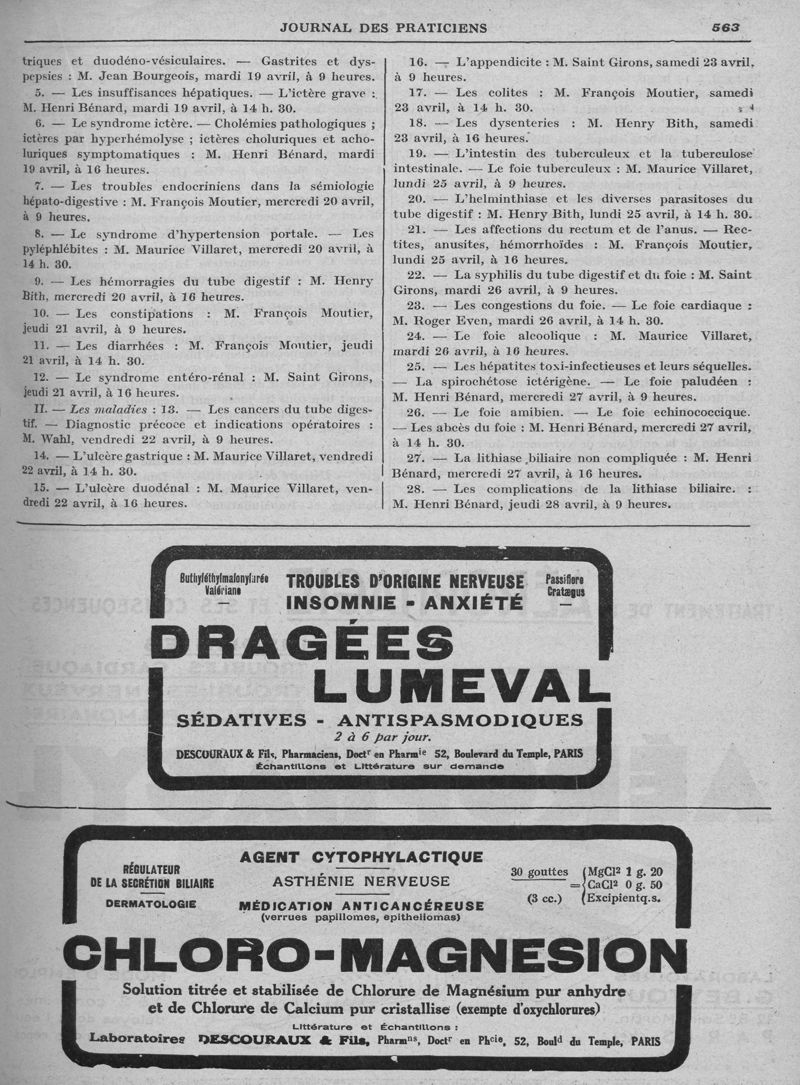 JOURNAL DES PRATICIENS 563
triques et duodéno-vésiculaires. — Gastrites et dys-
pepsies : M. Jean Bourgeois, mardi 19 avril, à 9 heures.
5. — Les insuffisances hépatiques. — L'ictère grave :
M. Henri Bénard, mardi 19 avril, à 14 h. 30.
6. — Le syndrome ictère. — Cholémies pathologiques ;
ictères par hyperhémolyse ; ictères choluriques et acho-
luriques symptomatiques : M. Henri Bénard, mardi
19 avril, à 16 heures.
7. — Les troubles endocriniens dans la sémiologie
hépato-digestive : M. François Moutier, mercredi 20 avril,
à 9 heures.
8. — Le syndrome d'hypertension portale. — Les
pyléphlébites : M. Maurice Villaret, mercredi 20 avril, à
14 h. 30.
9. — Les hémorragies du tube digestif : M. Henry
Bith, mercredi 20 avril, à 16 heures.
10. — Les constipations : M. François Moutier,
jeudi 21 avril, à 9 heures.
11. — Les diarrhées : M. François Moutier, jeudi
21 avril, à 14 h. 30.
12. — Le syndrome entéro-rénal : M. Saint Girons,
jeudi 21 avril, à 16 heures.
II. — Les maladies : 13. — Les cancers du tube diges-
tif. — Diagnostic précoce et indications opératoires :
M. Wahl, vendredi 22 avril, à 9 heures.
14. — L'ulcère gastrique : M. Maurice Villaret, vendredi
22 avril, à 14 h. 30.
15. — L'ulcère duodénal : M. Maurice Villaret, ven-
dredi 22 avril, à 16 heures.
16. — L'appendicite : M. Saint Girons, samedi 23 avril,
à 9 heures.
17. — Les colites : M. François Moutier, samedi
23 avril, à 14 h. 30.
18. — Les dysenteries : M. Henry Bith, samedi
23 avril, à 16 heures.
19. — L'intestin des tuberculeux et la tuberculose
intestinale. — Le foie tuberculeux : M. Maurice Villaret,
lundi 25 avril, à 9 heures.
20. — L'helminthiase et les diverses parasitoses du
tube digestif : M. Henry Bith, lundi 25 avril, à 14 h. 30.
21. — Les affections du rectum et de l'anus. — Rec-
tites, anusites, hémorrhoïdes : M. François Moutier,
lundi 25 avril, à 16 heures.
22. — La syphilis du tube digestif et du foie : M. Saint
Girons, mardi 26 avril, à 9 heures.
23. — Les congestions du foie. — Le foie cardiaque :
M. Roger Even, mardi 26 avril, à 14 h. 30.
24. — Le foie alcoolique : M. Maurice Villaret,
mardi 26 avril, à 16 heures.
25. — Les hépatites toxi-infectieuses et leurs séquelles.
— La spirochétose ictérigène. — Le foie paludéen :
M. Henri Bénard, mercredi 27 avril, à 9 heures.
26. — Le foie amibien. — Le foie echinococcique.
— Les abcès du foie : M. Henri Bénard, mercredi 27 avril,
à 14 h. 30.
27. — La lithiase biliaire non compliquée : M. Henri
Bénard, mercredi 27 avril, à 16 heures.
28. — Les complications de la lithiase biliaire. :
M. Henri Bénard, jeudi 28 avril, à 9 heures.
Buthyléthylmalonylurée
Valériane
—
TROUBLES D'ORIGINE NERVEUSE
INSOMNIE - ANXIÉTÉ
Passiflore
Cratægus
—
DRAGÉES
LUMEVAL
SÉDATIVES - ANTISPASMODIQUES
2 à 6 par jour.
DESCOURAUX & Fils, Pharmaciens, Doctr en Pharmie 52, Boulevard du Temple, PARIS
Échantillons et Littérature sur demande
RÉGULATEUR
DE LA SECRÉTION BILIAIRE
DERMATOLOGIE
AGENT CYTOPHYLACTIQUE
ASTHÉNIE NERVEUSE
MÉDICATION ANTICANCÉREUSE
(verrues papillomes, epitheliomas)
30 gouttes
(3 cc.)
= { MgCl² 1 g. 20
CaCl² 0 g. 50
Excipient q.s.
CHLORO-MAGNESION
Solution titrée et stabilisée de Chlorure de Magnésium pur anhydre
et de Chlorure de Calcium pur cristallise (exempte d'oxychlorures)
Littérature et Échantillons :
Laboratoires DESCOURAUX & Fils, Pharmns, Doctr en Phcie, 52, Bould du Temple, PARIS